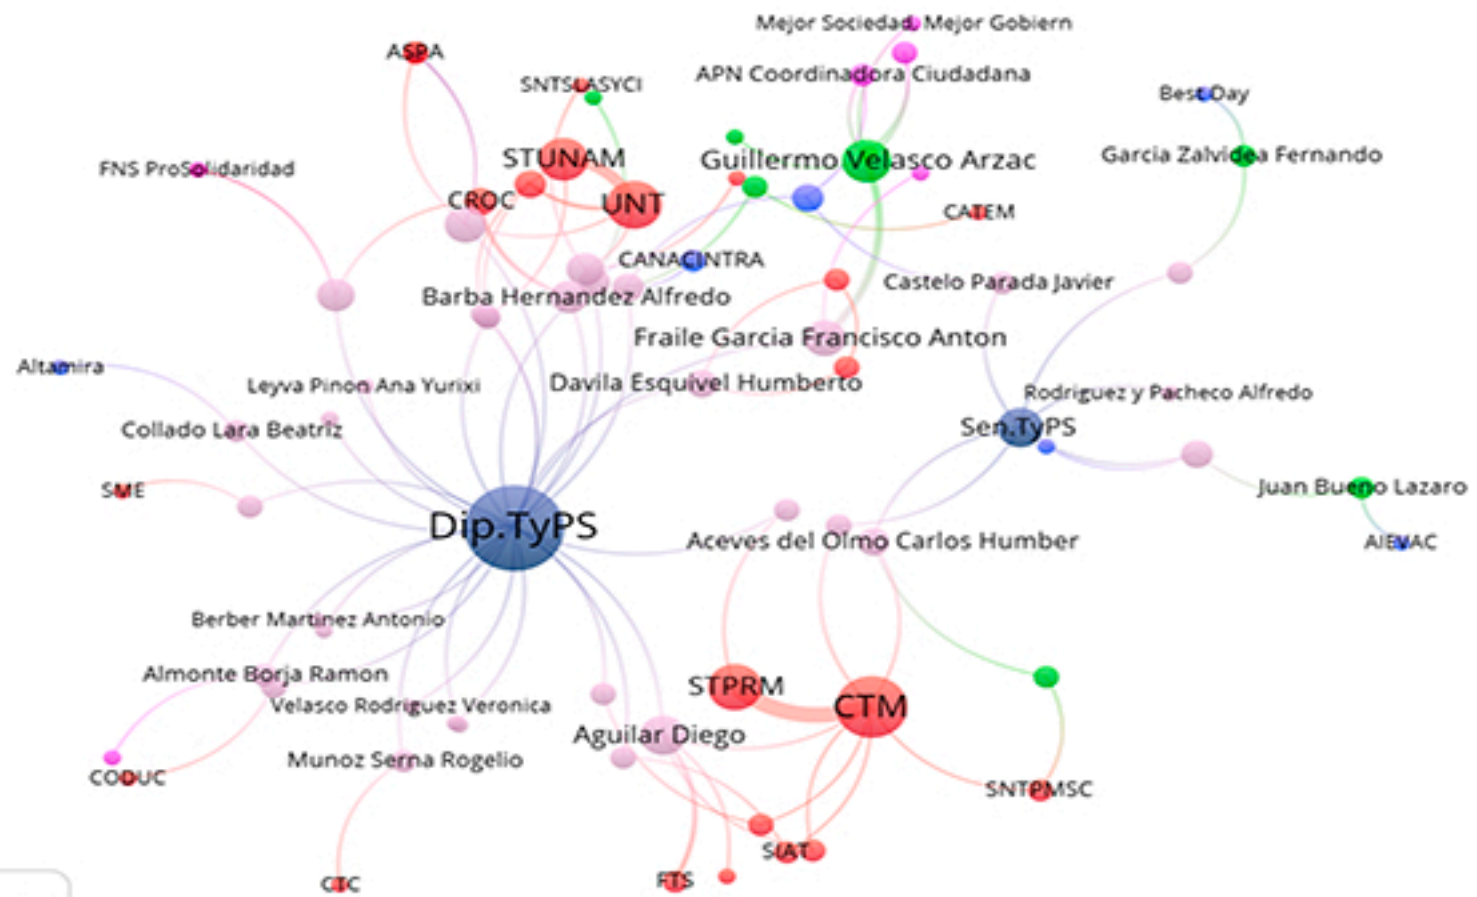 Mejor Sociedad, Mejor Gobiern
ASPA
APN Coordinadora Ciudadana
SNTSLASYCI
Best Day
STUNAM
Guillermo Velasco Arzac
Garcia Zalvidea Fernando
FNS ProSolidaridad
CROC
UNT
CATEM
CANACINTRA
Castelo Parada Javier
Barba Hernandez Alfredo
Fraile Garcia Francisco Anton
Altamira
Leyva Pinon Ana Yurixi
Davila Esquivel Humberto
Rodriguez y Pacheco Alfredo
Collado Lara Beatriz
Sen.TyPS
SME
Juan Bueno Lazaro
Dip.TyPS
Aceves del Olmo Carlos Humber
AIEVAC
Berber Martinez Antonio
Almonte Borja Ramon
STPRM
CTM
Velasco Rodriguez Veronica
Aguilar Diego
Munoz Serna Rogelio
CODUC
SNTPMSC
SIAT
CTC
FTS